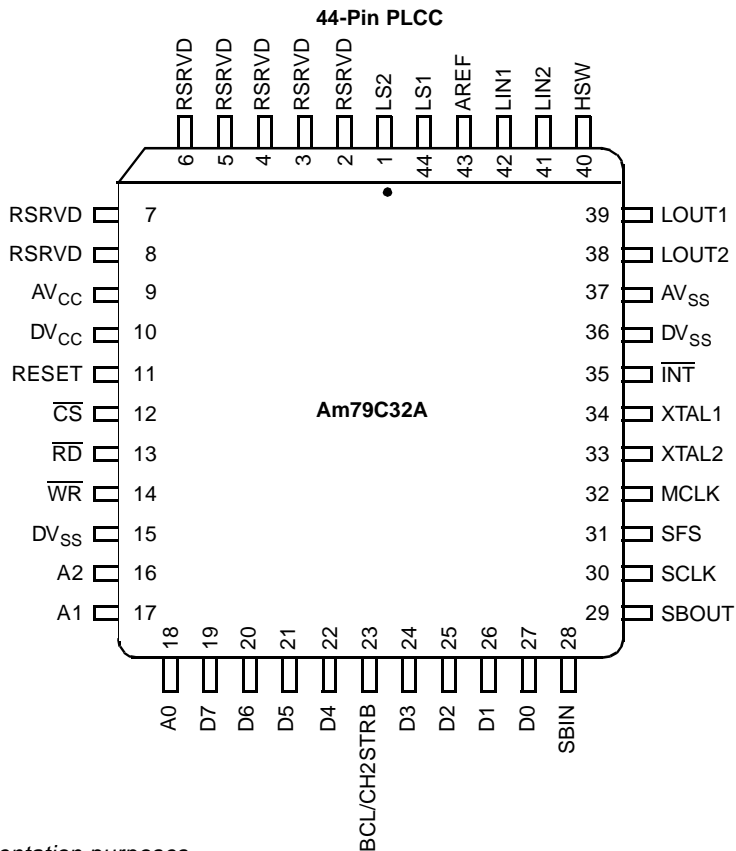 44-Pin PLCC
RSRVD
RSRVD
RSRVD
RSRVD
RSRVD
LS2
LS1
AREF
LIN1
LIN2
HSW
6 5 4 3 2 1 44 43 42 41 40
RSRVD 7 39 LOUT1
RSRVD 8 38 LOUT2
AVCC 9 37 AVSS
DVCC 10 36 DVSS
RESET 11 35 INT
CS 12 Am79C32A 34 XTAL1
RD 13 33 XTAL2
WR 14 32 MCLK
DVSS 15 31 SFS
A2 16 30 SCLK
A1 17 29 SBOUT
18 19 20 21 22 23 24 25 26 27 28
A0
D7
D6
D5
D4
BCL/CH2STRB
D3
D2
D1
D0
SBIN
purposes